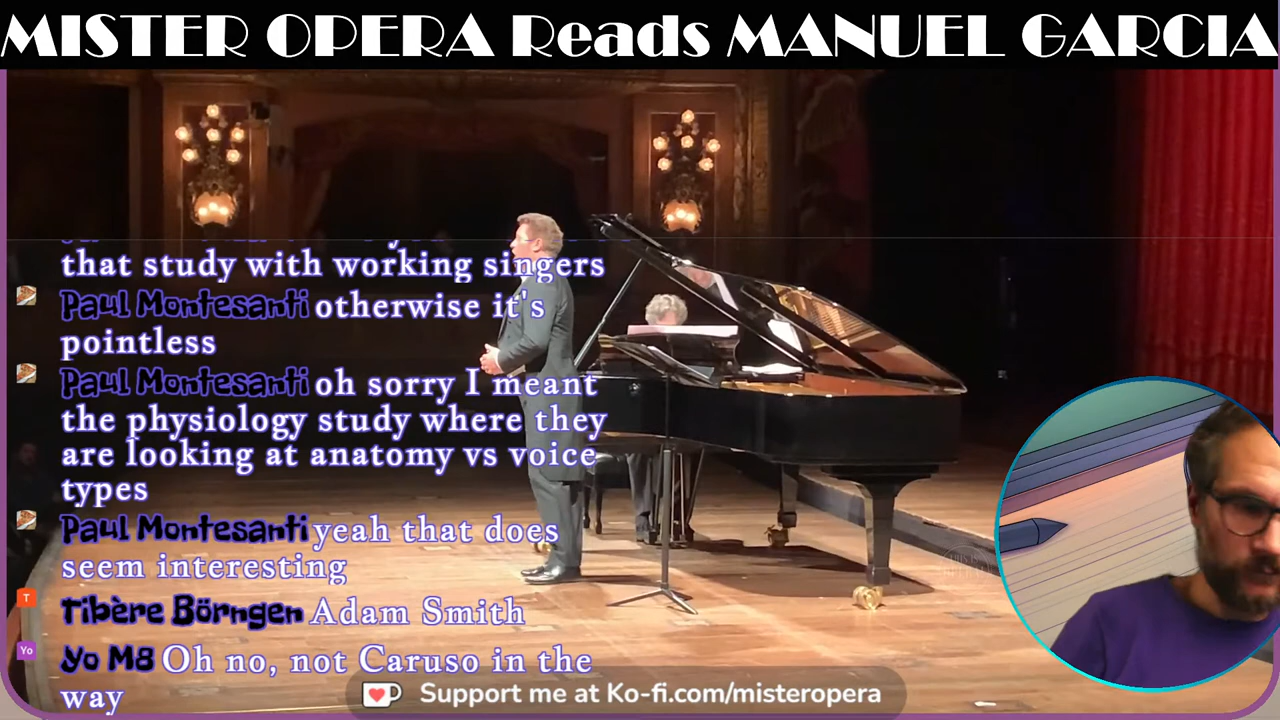 MISTER OPERA Reads MANUEL GARCIA
that study with working singers
Paul Montesanti otherwise it's
pointless
Paul Montesanti oh sorry I meant
the physiology study where they
are looking at anatomy vs voice
types
Paul Montesanti yeah that does
seem interesting
T
Tibère Börngen Adam Smith
Yo
Yo M8 Oh no, not Caruso in the
way
Support me at Ko-fi.com/misteropera